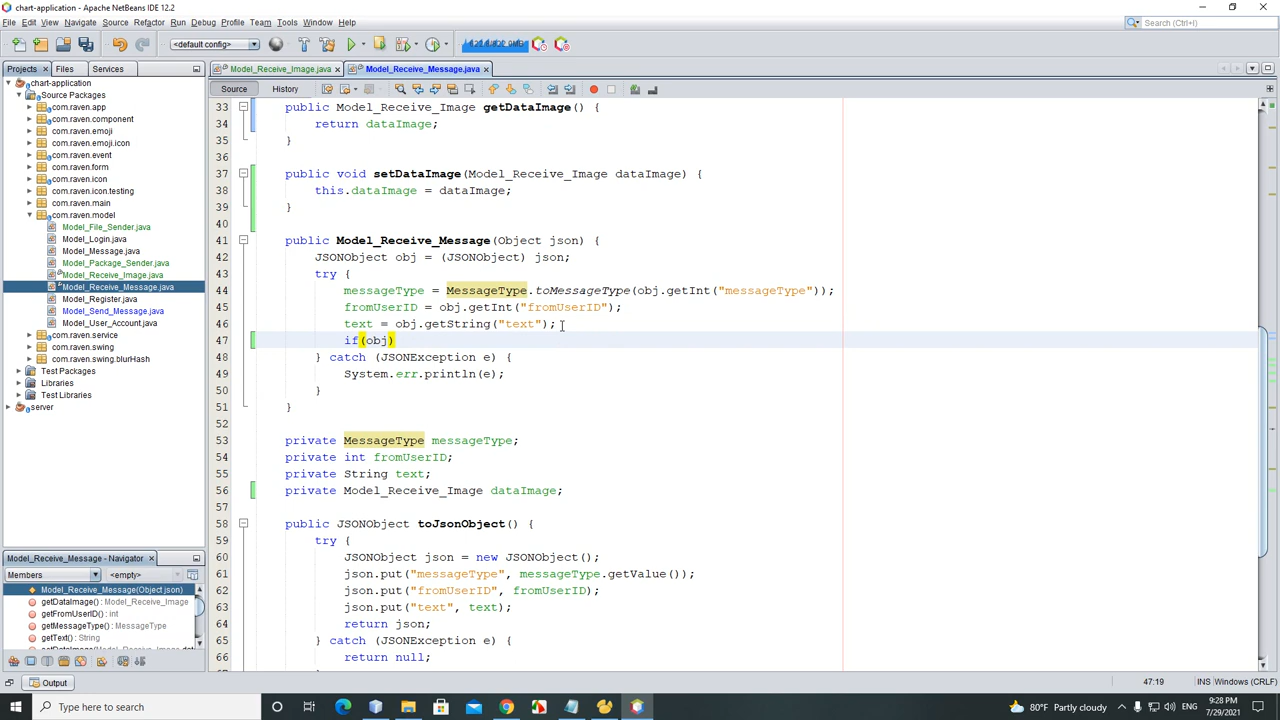 chart-application - Apache NetBeans IDE 12.2
File Edit View Navigate Source Refactor Run Debug Profile Team Tools Window Help
Search (Ctrl+I)
<default config>
Projects Files Services
Model_Receive_Image.java Model_Receive_Message.java
Source History
chart-application
Source Packages
com.raven.app
com.raven.component
com.raven.emoji
com.raven.emoji.icon
com.raven.event
com.raven.form
com.raven.icon
com.raven.icon.testing
com.raven.main
com.raven.model
Model_File_Sender.java
Model_Login.java
Model_Message.java
Model_Package_Sender.java
Model_Receive_Image.java
Model_Receive_Message.java
Model_Register.java
Model_Send_Message.java
Model_User_Account.java
com.raven.service
com.raven.swing
com.raven.swing.blurHash
Test Packages
Libraries
Test Libraries
server
33 public Model_Receive_Image getDataImage() {
34 return dataImage;
35 }
36
37 public void setDataImage(Model_Receive_Image dataImage) {
38 this.dataImage = dataImage;
39 }
40
41 public Model_Receive_Message(Object json) {
42 JSONObject obj = (JSONObject) json;
43 try {
44 messageType = MessageType.toMessageType(obj.getInt("messageType"));
45 fromUserID = obj.getInt("fromUserID");
46 text = obj.getString("text");
47 if(obj)
48 } catch (JSONException e) {
49 System.err.println(e);
50 }
51 }
52
53 private MessageType messageType;
54 private int fromUserID;
55 private String text;
56 private Model_Receive_Image dataImage;
57
58 public JSONObject toJsonObject() {
59 try {
60 JSONObject json = new JSONObject();
61 json.put("messageType", messageType.getValue());
62 json.put("fromUserID", fromUserID);
63 json.put("text", text);
64 return json;
65 } catch (JSONException e) {
66 return null;
Model_Receive_Message - Navigator
Members <empty>
Model_Receive_Message(Object json)
getDataImage() : Model_Receive_Image
getFromUserID() : int
getMessageType() : MessageType
getText() : String
Output
47:19 INS Windows (CRLF)
Type here to search
80°F Partly cloudy
ENG
9:28 PM
7/29/2021